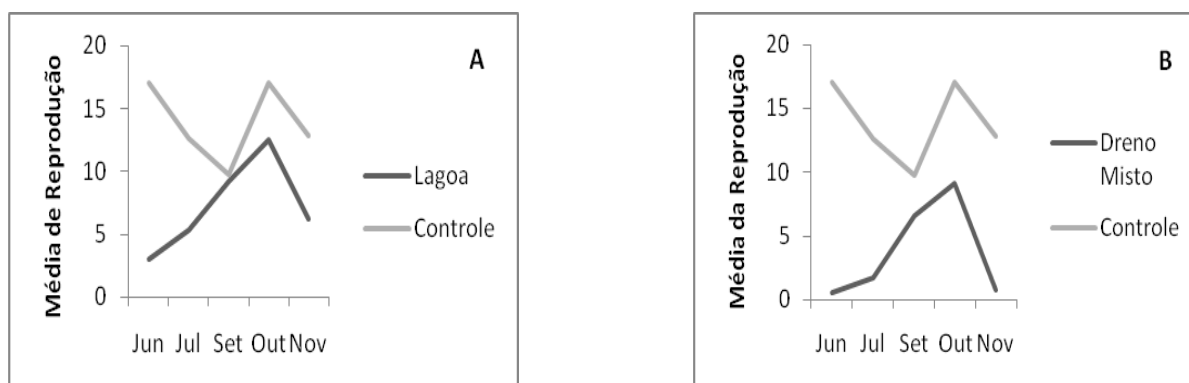 A
Média de Reprodução
20
15
10
5
0
Jun Jul Set Out Nov
Lagoa
Controle
B
Média da Reprodução
20
15
10
5
0
Jun Jul Set Out Nov
Dreno
Misto
Controle